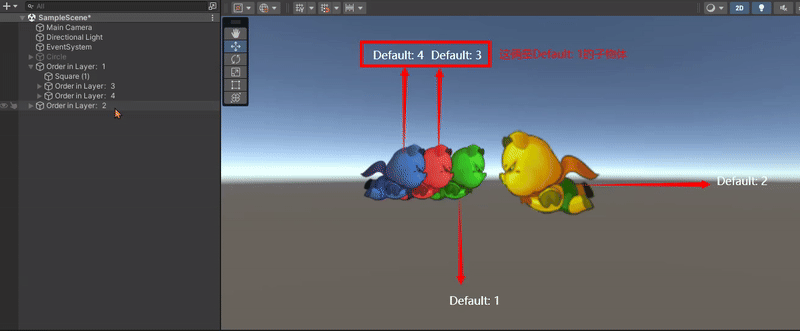 All
SampleScene*
Main Camera
Directional Light
EventSystem
Circle
Order in Layer: 1
Square (1)
Order in Layer: 3
Order in Layer: 4
Order in Layer: 2
2D
Default: 4 Default: 3 这俩是Default: 1的子物体
Default: 2
Default: 1